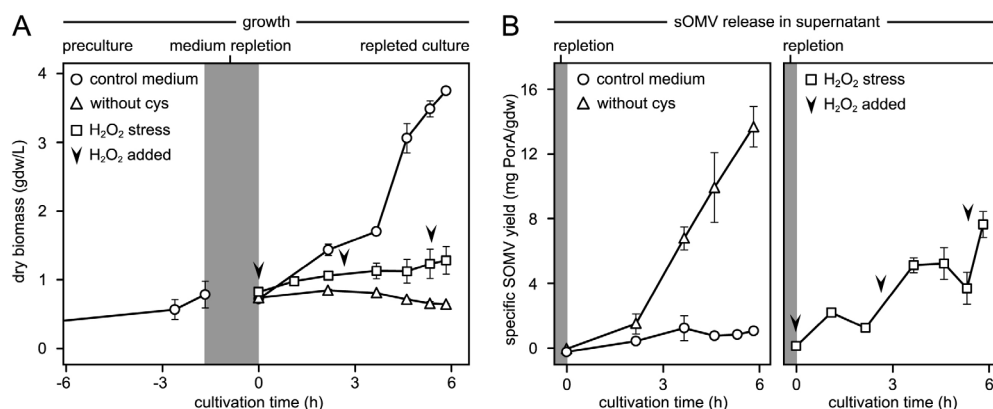 A
growth
preculture medium repletion repleted culture
control medium
without cys
H₂O₂ stress
H₂O₂ added
dry biomass (gdw/L)
4
3
2
1
0
-6 -3 0 3 6
cultivation time (h)
B
sOMV release in supernatant
repletion repletion
control medium
without cys
H₂O₂ stress
H₂O₂ added
specific SOMV yield (mg PorA/gdw)
16
12
8
4
0
0 3 6
cultivation time (h)
0 3 6
cultivation time (h)